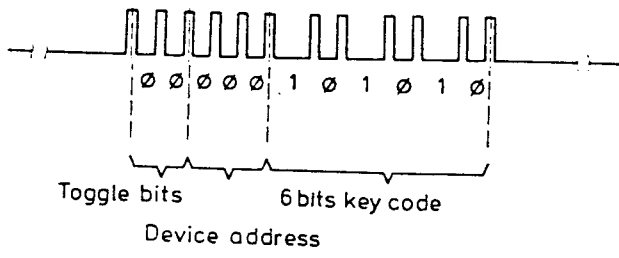 Ø Ø Ø Ø Ø 1 Ø 1 Ø 1 Ø
Toggle bits 6 bits key code
Device address